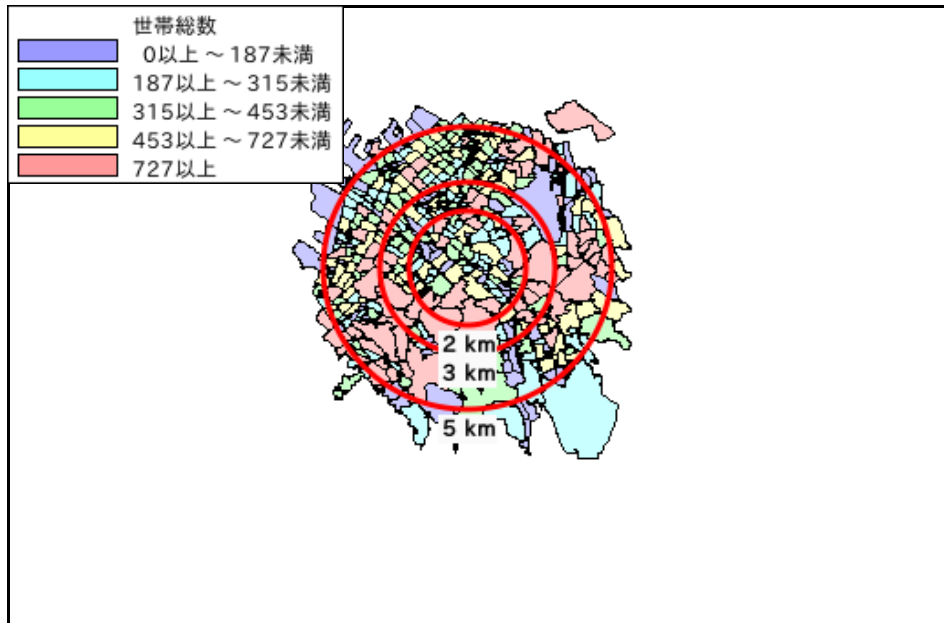 世帯総数
0以上 ～ 187未満
187以上 ～ 315未満
315以上 ～ 453未満
453以上 ～ 727未満
727以上
2 km
3 km
5 km